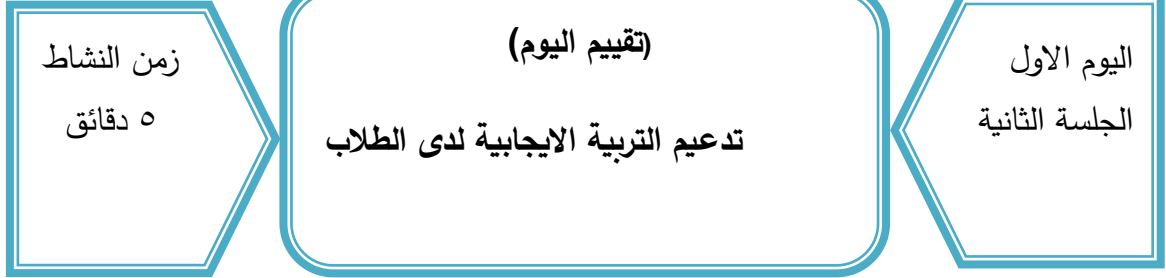 اليوم الاول
الجلسة الثانية
(تقييم اليوم)
تدعيم التربية الايجابية لدى الطلاب
زمن النشاط
٥ دقائق